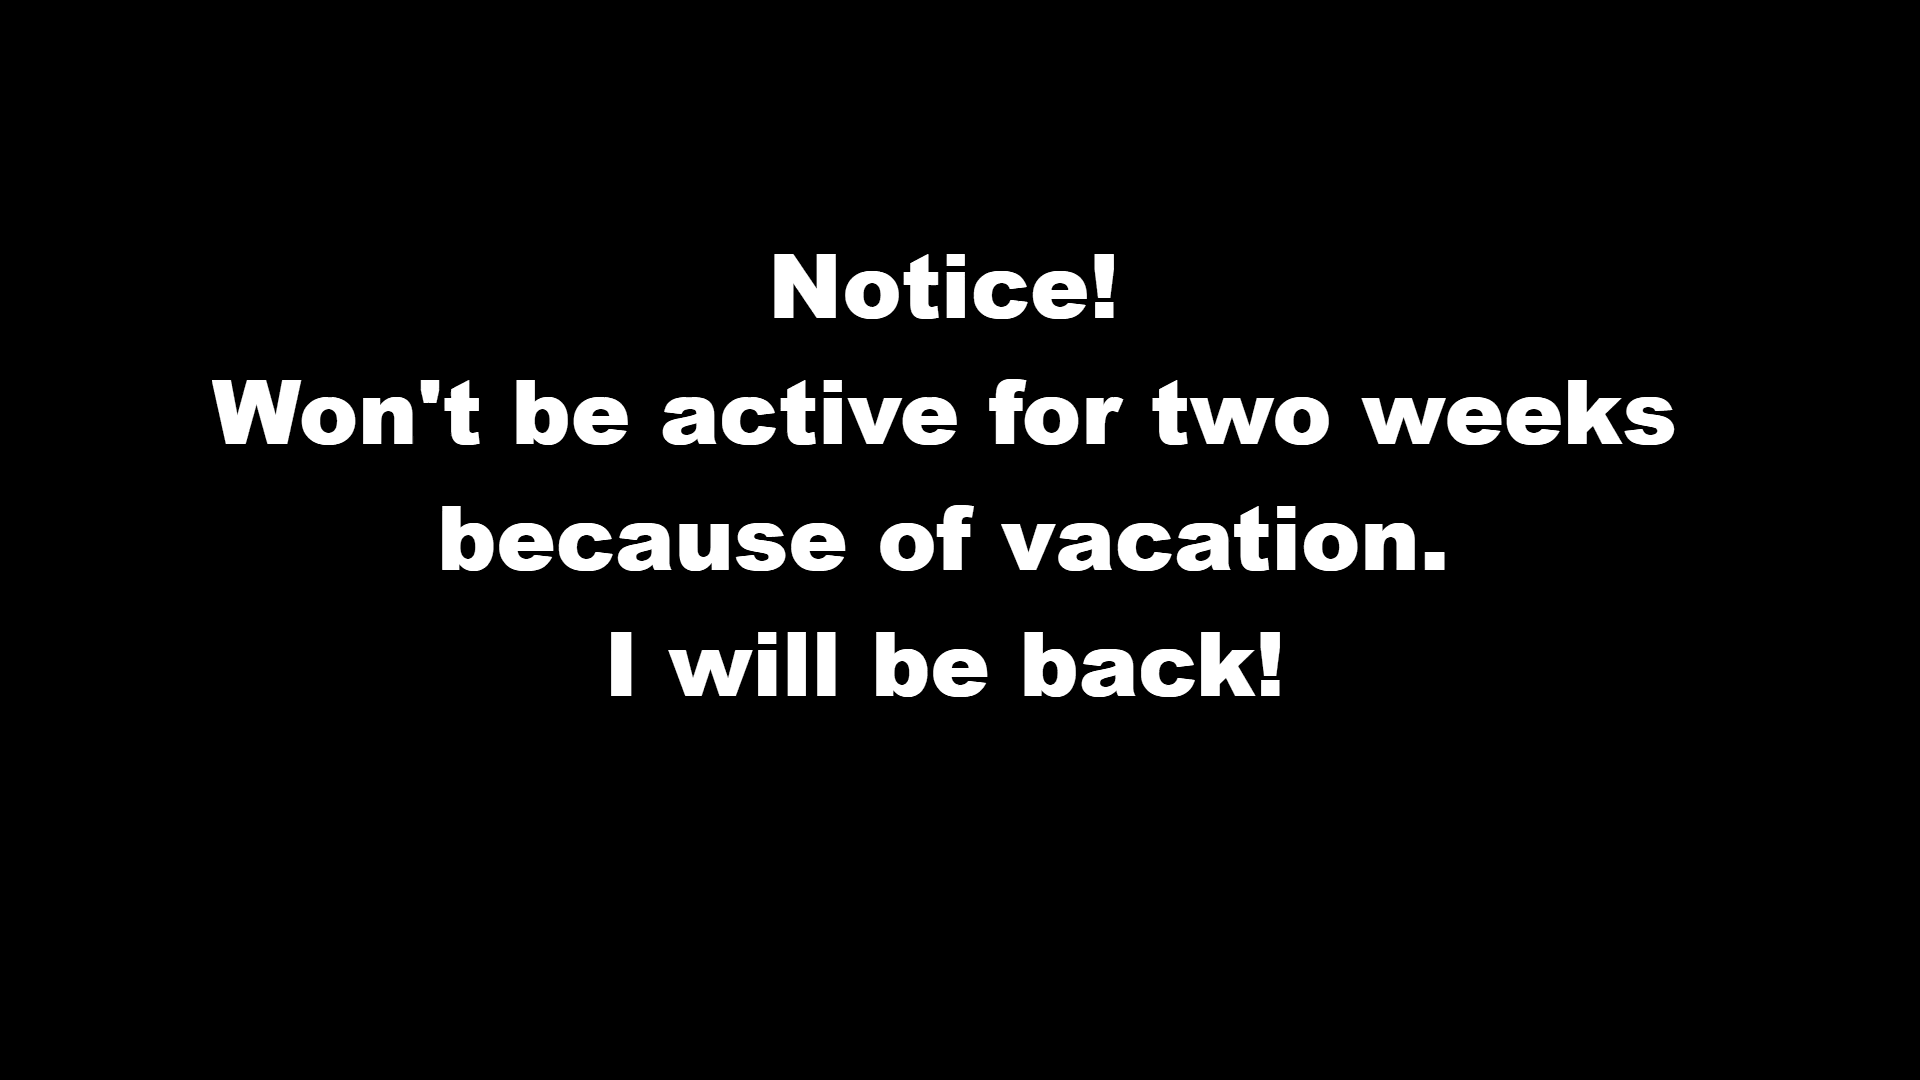 Notice!
Won't be active for two weeks
because of vacation.
I will be back!